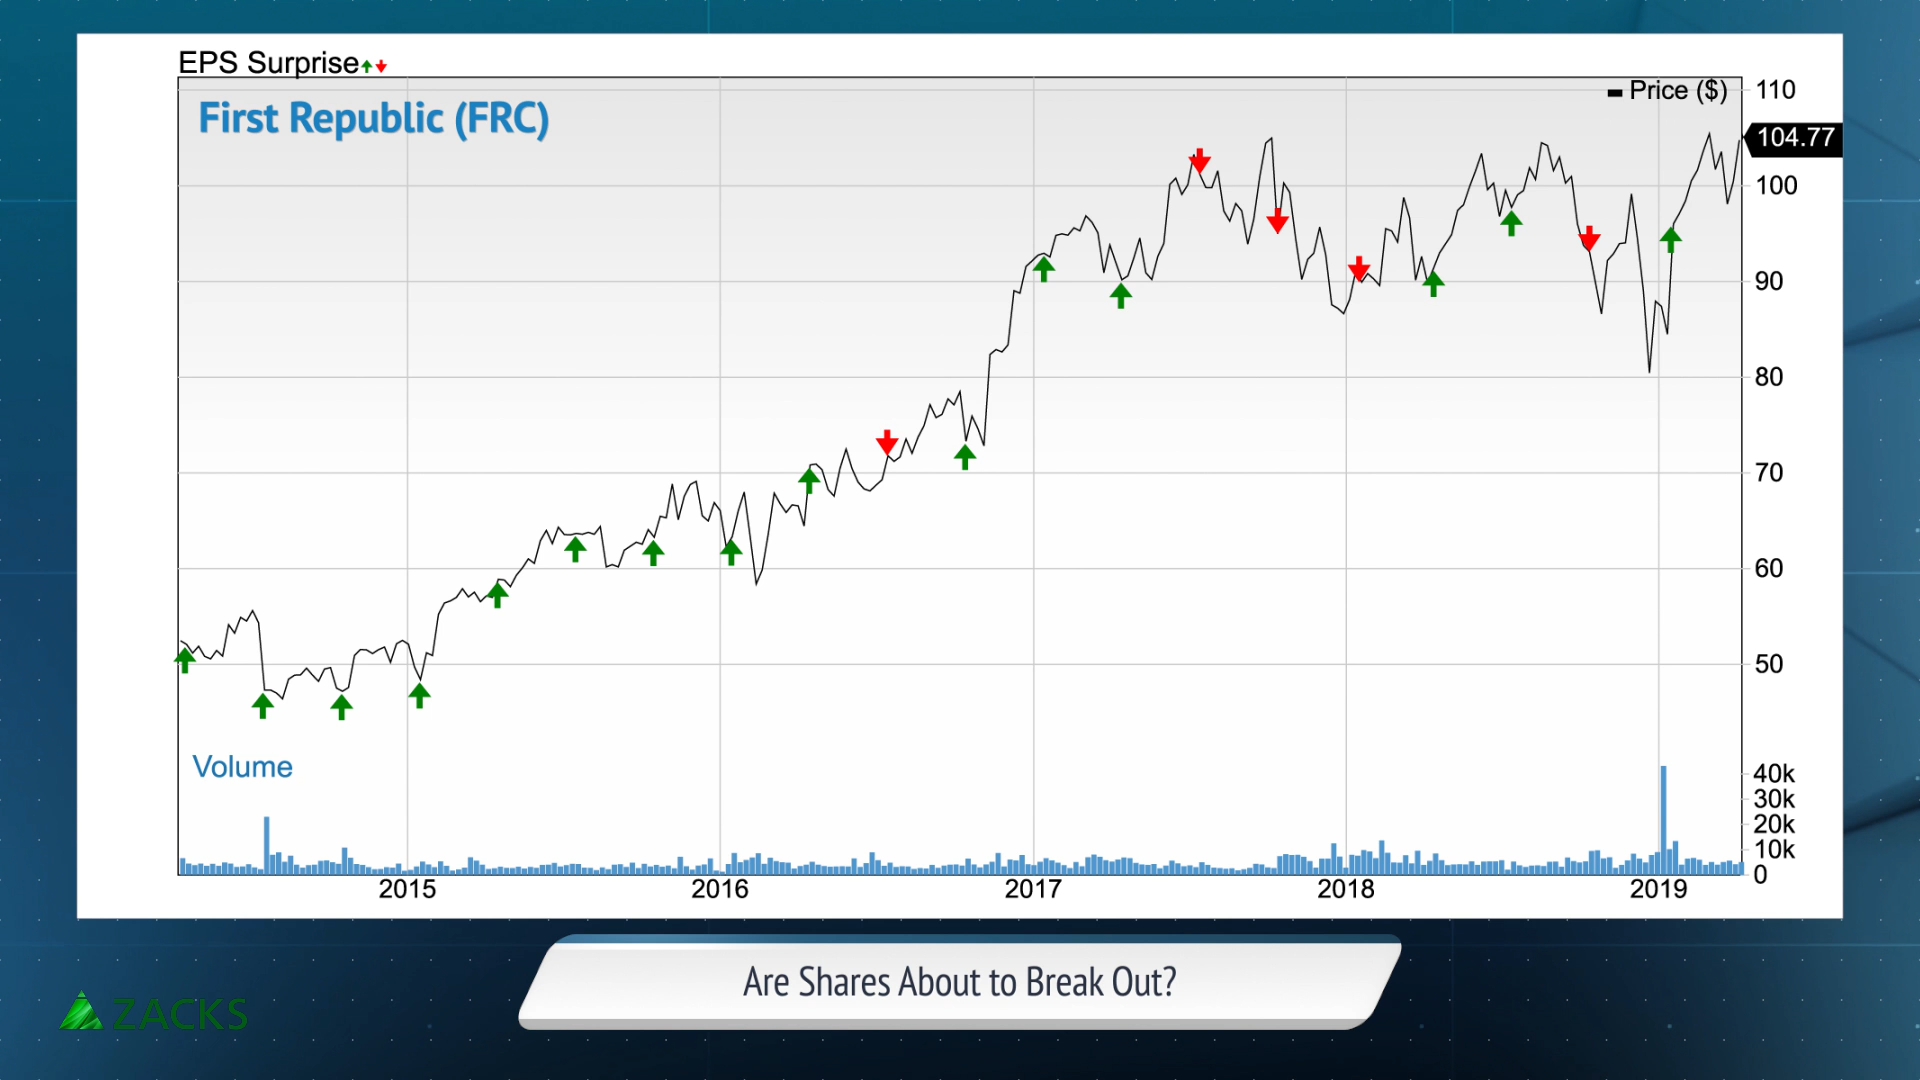 EPS Surprise
First Republic (FRC)
Price ($)
110
104.77
100
90
80
70
60
50
Volume
40k
30k
20k
10k
0
2015 2016 2017 2018 2019
Are Shares About to Break Out?
ZACKS